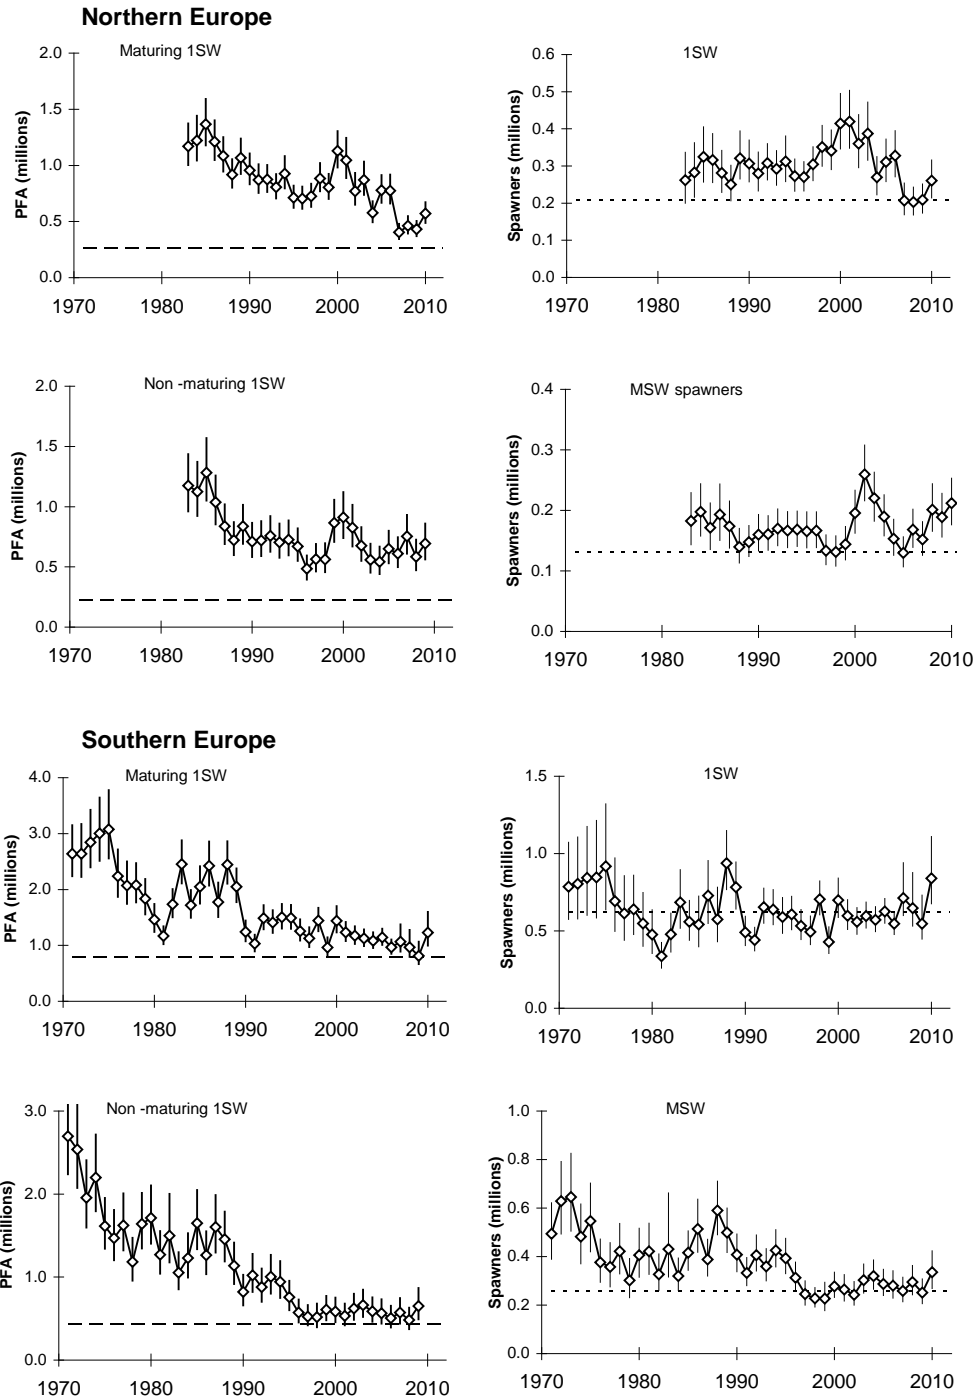 Northern Europe
Maturing 1SW
PFA (millions)
2.0
1.5
1.0
0.5
0.0
1970 1980 1990 2000 2010
1SW
Spawners (millions)
0.6
0.5
0.4
0.3
0.2
0.1
0.0
1970 1980 1990 2000 2010
Non -maturing 1SW
PFA (millions)
2.0
1.5
1.0
0.5
0.0
1970 1980 1990 2000 2010
MSW spawners
Spawners (millions)
0.4
0.3
0.2
0.1
0.0
1970 1980 1990 2000 2010
Southern Europe
Maturing 1SW
PFA (millions)
4.0
3.0
2.0
1.0
0.0
1970 1980 1990 2000 2010
1SW
Spawners (millions)
1.5
1.0
0.5
0.0
1970 1980 1990 2000 2010
Non -maturing 1SW
PFA (millions)
3.0
2.0
1.0
0.0
1970 1980 1990 2000 2010
MSW
Spawners (millions)
1.0
0.8
0.6
0.4
0.2
0.0
1970 1980 1990 2000 2010